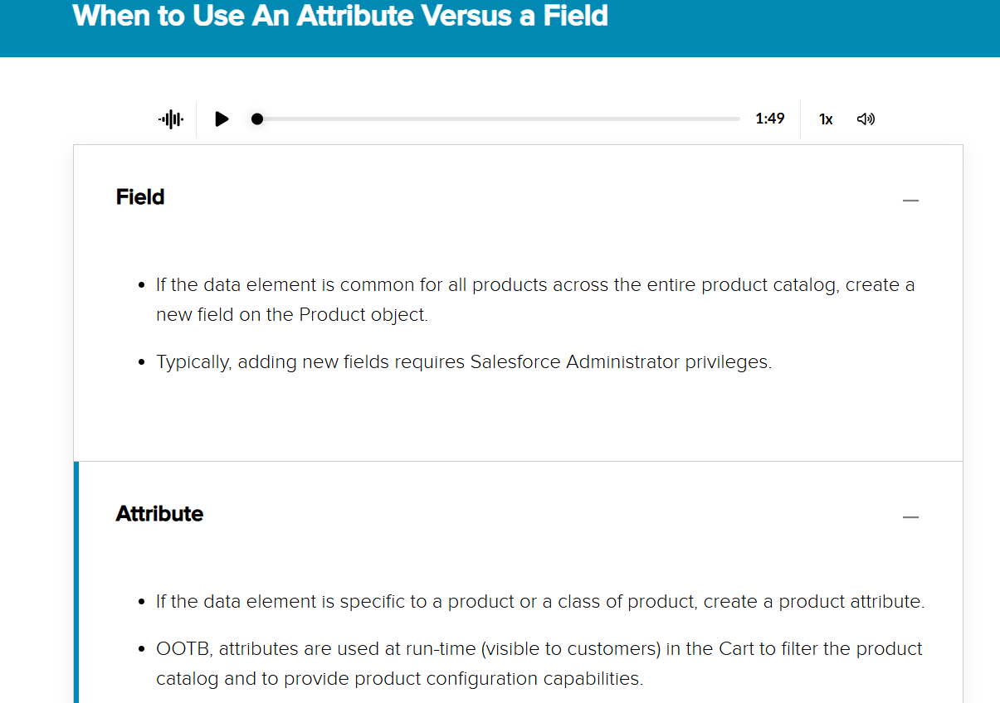 When to Use An Attribute Versus a Field
1:49 1x
Field
• If the data element is common for all products across the entire product catalog, create a
new field on the Product object.
• Typically, adding new fields requires Salesforce Administrator privileges.
Attribute
• If the data element is specific to a product or a class of product, create a product attribute.
• OOTB, attributes are used at run-time (visible to customers) in the Cart to filter the product
catalog and to provide product configuration capabilities.